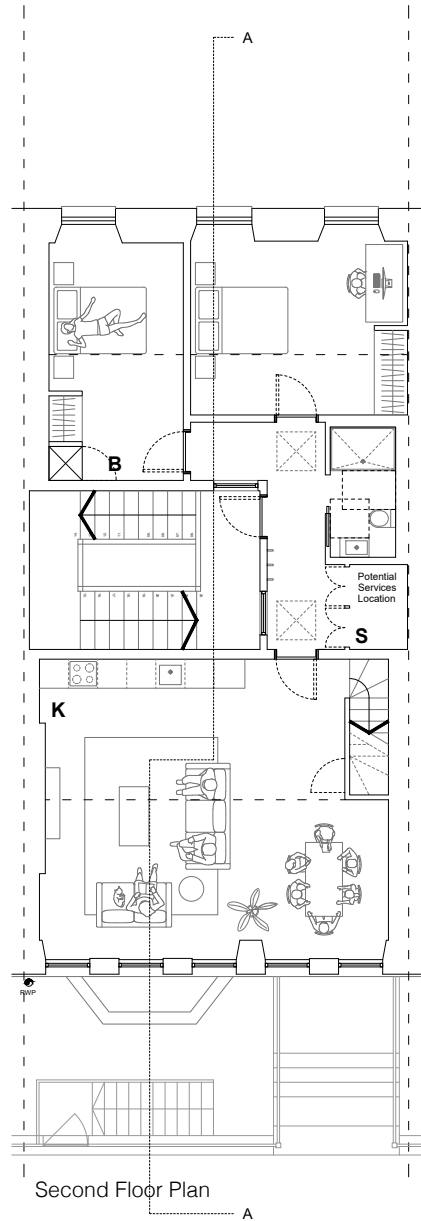 A
B
Potential
Services
Location
S
K
RWP
Second Floor Plan
A